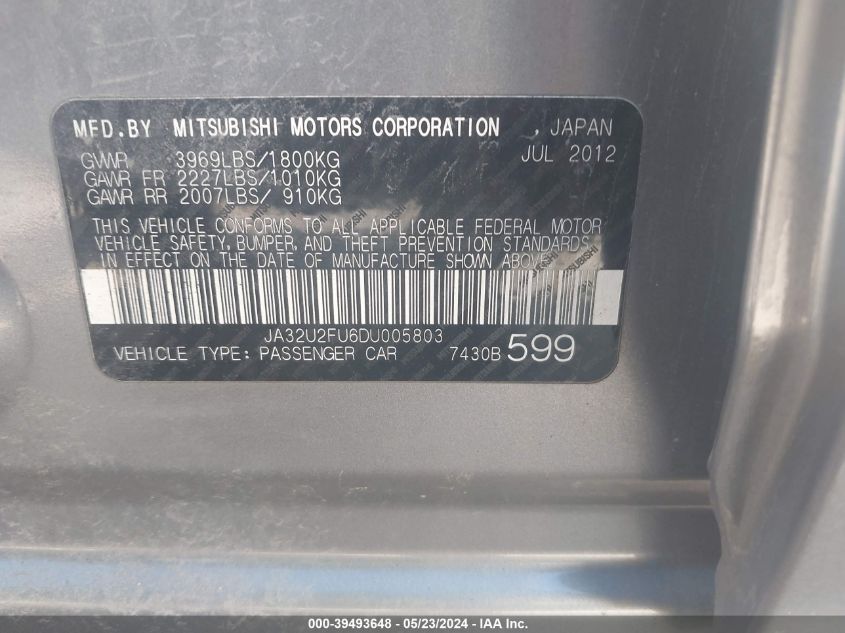 MFD.BY MITSUBISHI MOTORS CORPORATION , JAPAN
GVWR 3969LBS/1800KG JUL 2012
GAWR FR 2227LBS/1010KG
GAWR RR 2007LBS/ 910KG
THIS VEHICLE CONFORMS TO ALL APPLICABLE FEDERAL MOTOR
VEHICLE SAFETY, BUMPER, AND THEFT PREVENTION STANDARDS
IN EFFECT ON THE DATE OF MANUFACTURE SHOWN ABOVE.
JA32U2FU6DU005803
VEHICLE TYPE: PASSENGER CAR 7430B 599
000-39493648 - 05/23/2024 - IAA Inc.